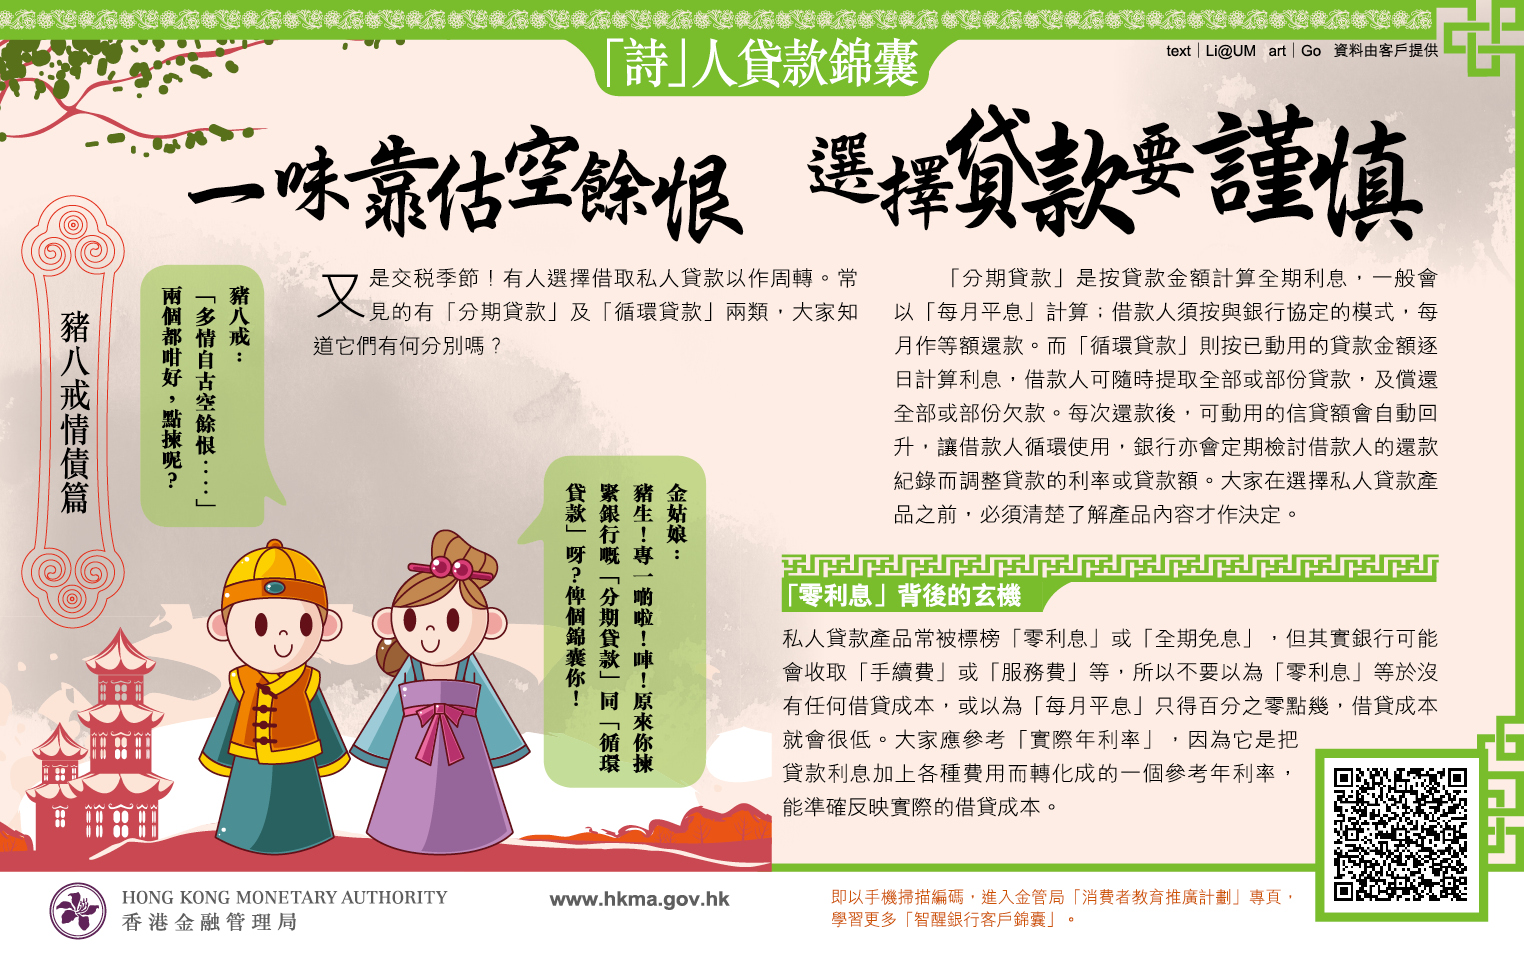 「詩」人貸款錦囊
text｜Li@UM art｜Go 資料由客戶提供
一味靠估空餘恨 選擇貸款要謹慎
豬八戒情債篇
豬八戒：
「多情自古空餘恨……」
兩個都咁好，點揀呢？
金姑娘：
豬生！專一啲啦！唓！原來你揀
緊銀行嘅「分期貸款」同「循環
貸款」呀？俾個錦囊你！
又是交税季節！有人選擇借取私人貸款以作周轉。常
見的有「分期貸款」及「循環貸款」兩類，大家知
道它們有何分別嗎？
「分期貸款」是按貸款金額計算全期利息，一般會
以「每月平息」計算；借款人須按與銀行協定的模式，每
月作等額還款。而「循環貸款」則按已動用的貸款金額逐
日計算利息，借款人可隨時提取全部或部份貸款，及償還
全部或部份欠款。每次還款後，可動用的信貸額會自動回
升，讓借款人循環使用，銀行亦會定期檢討借款人的還款
紀錄而調整貸款的利率或貸款額。大家在選擇私人貸款產
品之前，必須清楚了解產品內容才作決定。
「零利息」背後的玄機
私人貸款產品常被標榜「零利息」或「全期免息」，但其實銀行可能
會收取「手續費」或「服務費」等，所以不要以為「零利息」等於沒
有任何借貸成本，或以為「每月平息」只得百分之零點幾，借貸成本
就會很低。大家應參考「實際年利率」，因為它是把
貸款利息加上各種費用而轉化成的一個參考年利率，
能準確反映實際的借貸成本。
HONG KONG MONETARY AUTHORITY
香港金融管理局
www.hkma.gov.hk
即以手機掃描編碼，進入金管局「消費者教育推廣計劃」專頁，
學習更多「智醒銀行客戶錦囊」。